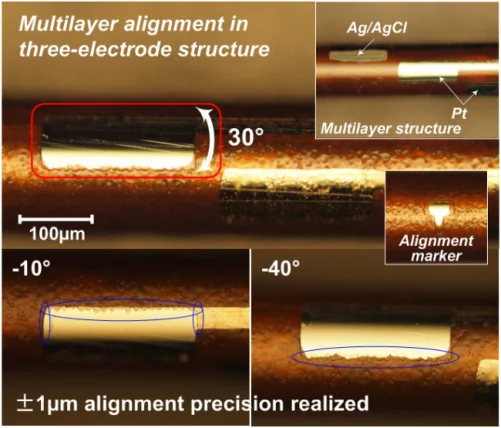 Multilayer alignment in
three-electrode structure
Ag/AgCl
Pt
Multilayer structure
30°
100μm
Alignment
marker
-10°
-40°
±1μm alignment precision realized